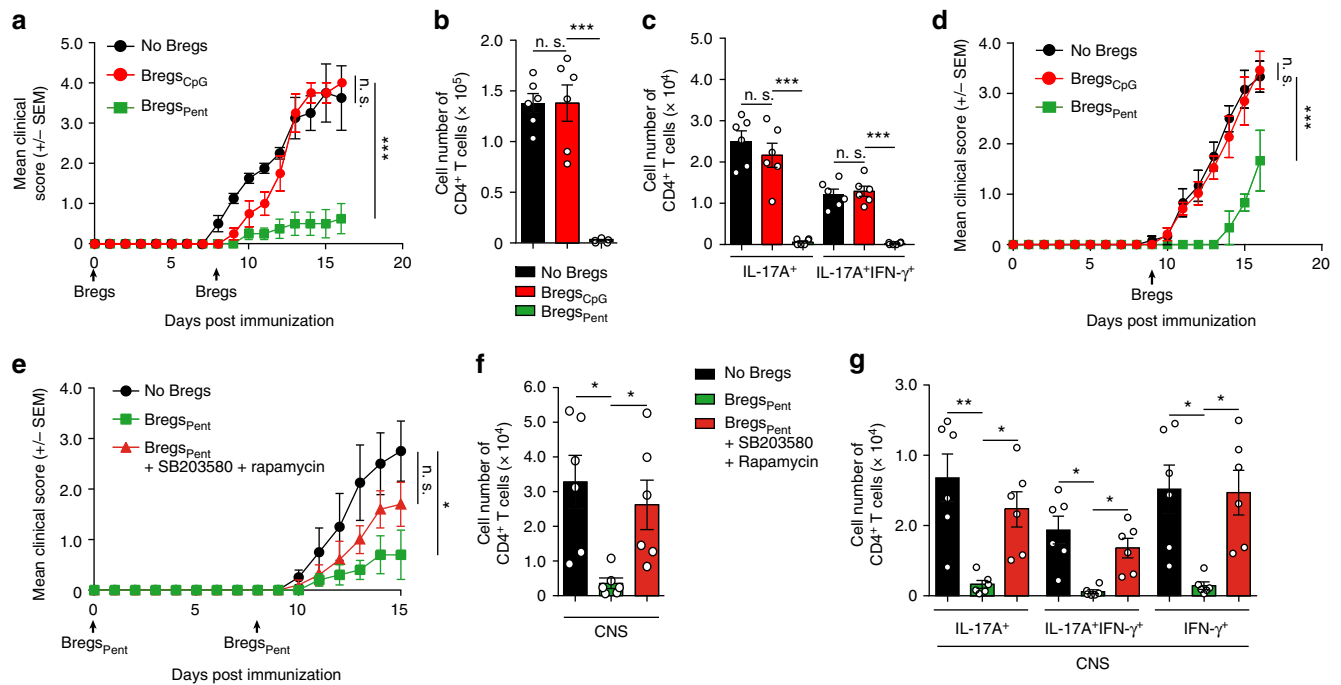 a
Mean clinical
score (+/– SEM)
5.0
4.0
3.0
2.0
1.0
0
No Bregs
BregsCpG
BregsPent
n. s.
***
0
5
10
15
20
Bregs
Bregs
Days post immunization
b
Cell number of
CD4+ T cells (× 10⁵)
2.0
1.5
1.0
0.5
0
n. s.
***
No Bregs
BregsCpG
BregsPent
c
Cell number of
CD4+ T cells (× 10⁴)
5.0
4.0
3.0
2.0
1.0
0
n. s.
***
n. s.
***
IL-17A+
IL-17A+IFN-γ+
d
Mean clinical score (+/– SEM)
4.0
3.0
2.0
1.0
0
No Bregs
BregsCpG
BregsPent
n. s.
***
0
5
10
15
20
Bregs
Days post immunization
e
Mean clinical score (+/– SEM)
4.0
3.0
2.0
1.0
0
No Bregs
BregsPent
BregsPent
+ SB203580 + rapamycin
n. s.
*
0
5
10
15
BregsPent
BregsPent
Days post immunization
f
Cell number of
CD4+ T cells (× 10⁴)
6.0
5.0
4.0
3.0
2.0
1.0
0
*
*
CNS
No Bregs
BregsPent
BregsPent
+ SB203580
+ Rapamycin
g
Cell number of
CD4+ T cells (× 10⁴)
3.0
1.0
2.0
0
**
*
*
*
*
*
IL-17A+
IL-17A+IFN-γ+
IFN-γ+
CNS